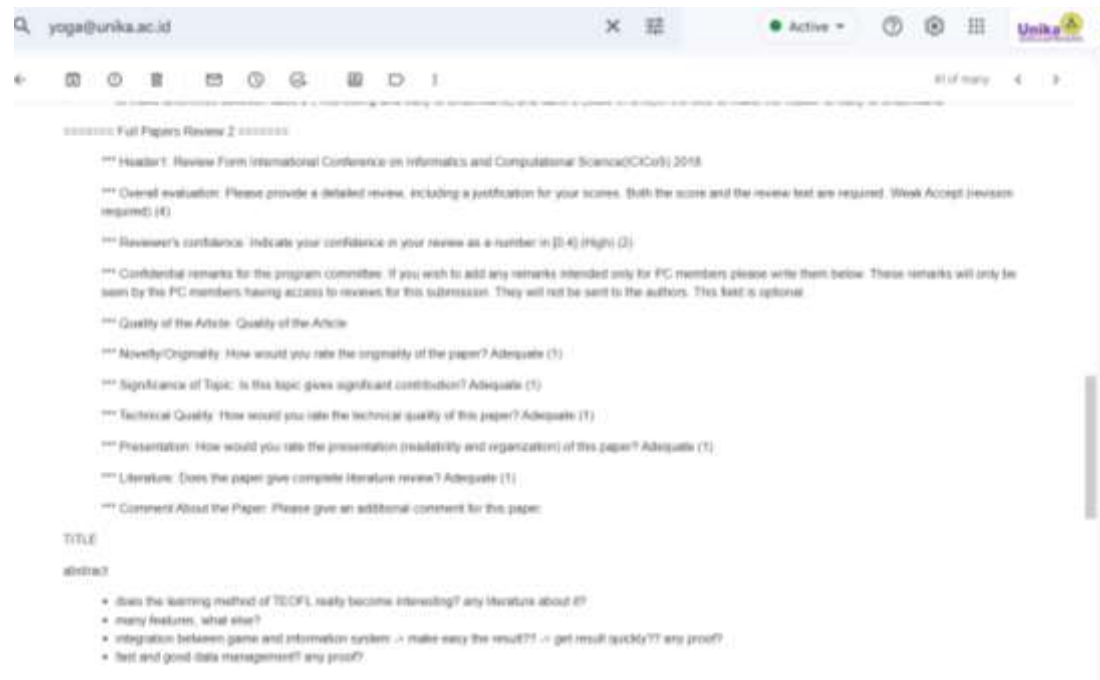 yoga@unika.ac.id
Active
Unika
of many
======= Full Papers Review 2 =======
*** Header1: Review Form International Conference on Informatics and Computational Science(ICICoS) 2018
*** Overall evaluation: Please provide a detailed review, including a justification for your scores. Both the score and the review text are required. Weak Accept (revision
required) (4)
*** Reviewer's confidence: Indicate your confidence in your review as a number in [0.4] (High) (2)
*** Confidential remarks for the program committee: If you wish to add any remarks intended only for PC members please write them below. These remarks will only be
seen by the PC members having access to reviews for this submission. They will not be sent to the authors. This field is optional.
*** Quality of the Article: Quality of the Article
*** Novelty/Originality: How would you rate the originality of the paper? Adequate (1)
*** Significance of Topic: Is this topic gives significant contribution? Adequate (1)
*** Technical Quality: How would you rate the technical quality of this paper? Adequate (1)
*** Presentation: How would you rate the presentation (readability and organization) of this paper? Adequate (1)
*** Literature: Does the paper give complete literature review? Adequate (1)
*** Comment About the Paper: Please give an additional comment for this paper.
TITLE
abstract
• does the learning method of TEOFL really become interesting? any literature about it?
• many features, what else?
• integration between game and information system -> make easy the result?? -> get result quickly?? any proof?
• fast and good data management? any proof?